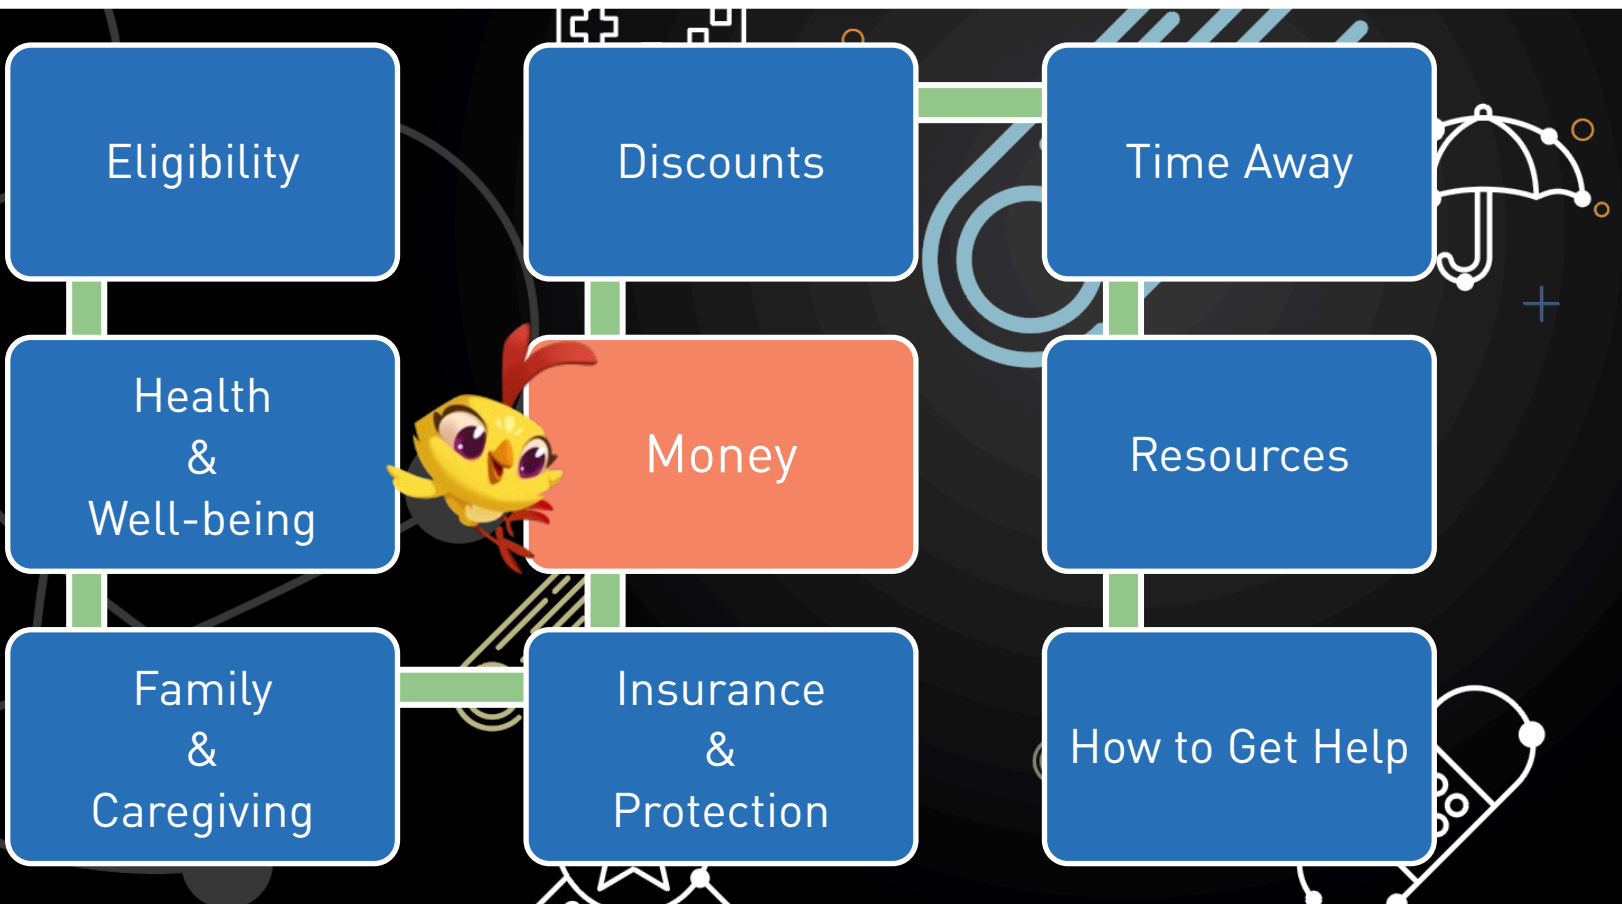 Eligibility
Discounts
Time Away
Health
&
Well-being
Money
Resources
Family
&
Caregiving
Insurance
&
Protection
How to Get Help